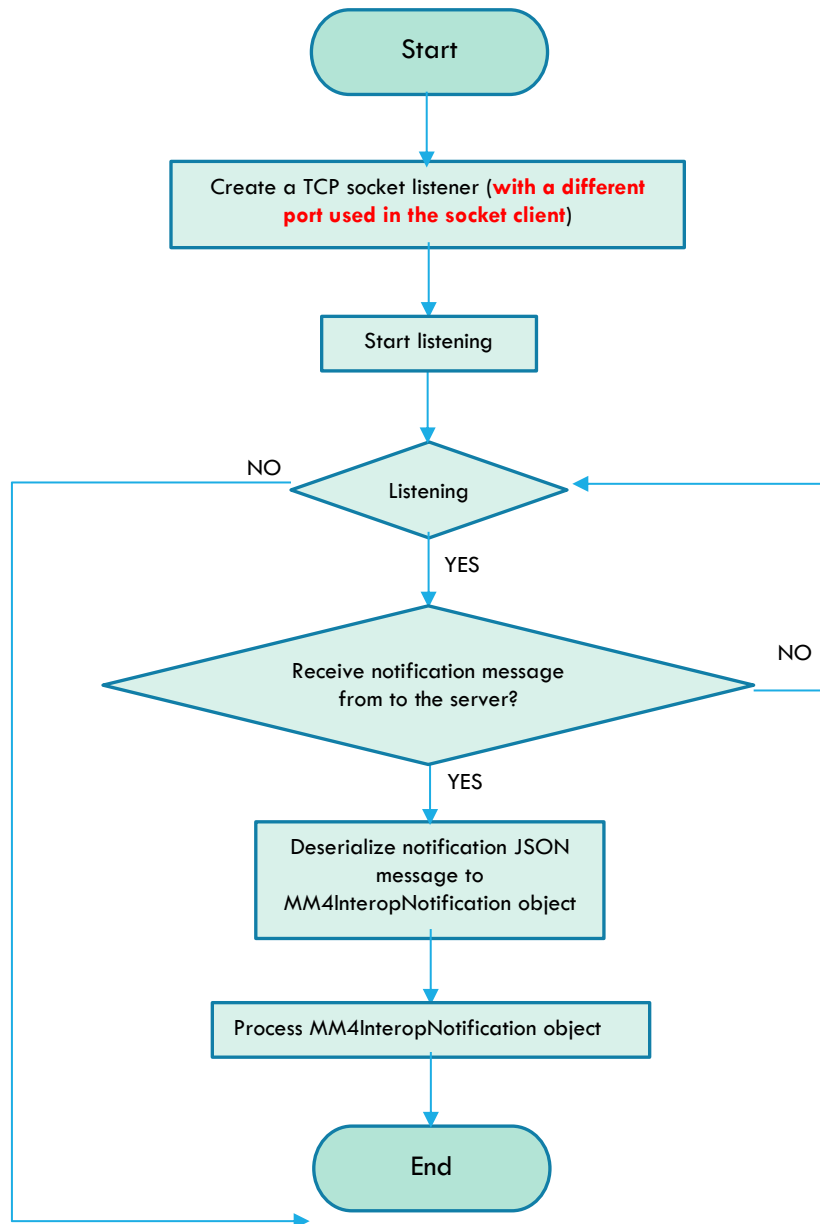 Start
Create a TCP socket listener (with a different
port used in the socket client)
Start listening
NO
Listening
YES
Receive notification message
from to the server?
NO
YES
Deserialize notification JSON
message to
MM4InteropNotification object
Process MM4InteropNotification object
End